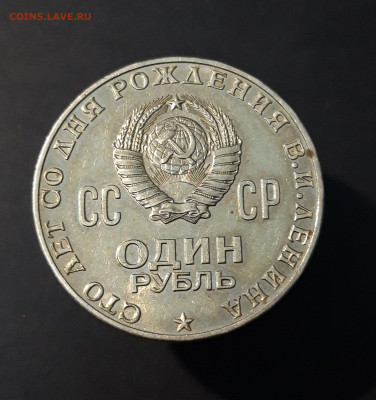 COINS.LAVE.RU
СТО ЛЕТ СО ДНЯ РОЖДЕНИЯ В.И.ЛЕНИНА
СС СР
ОДИН
РУБЛЬ